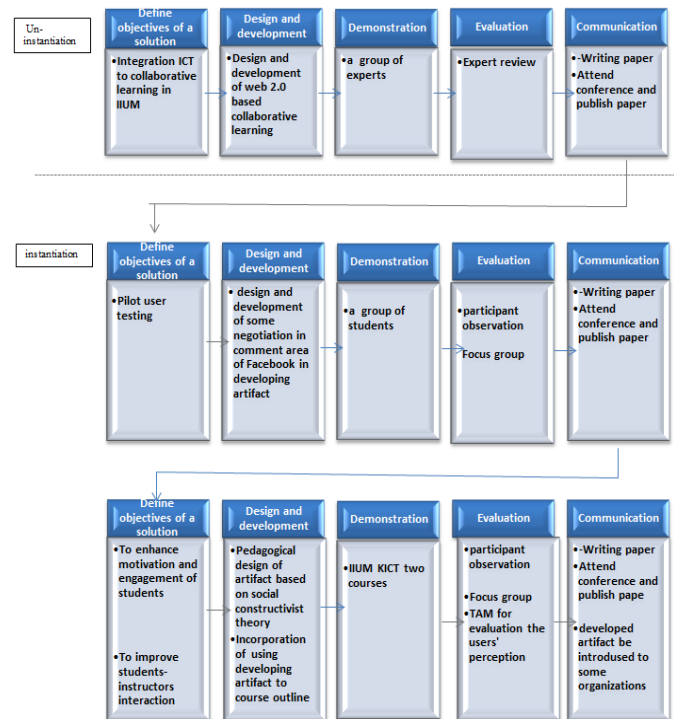 Un-
instantiation
Define
objectives of a
solution
•Integration ICT
to collaborative
learning in
IIUM
Design and
development
•Design and
development
of web 2.0
based
collaborative
learning
Demonstration
•a group of
experts
Evaluation
•Expert review
Communication
•-Writing paper
•Attend
conference and
publish paper
instantiation
Define
objectives of a
solution
•Pilot user
testing
Design and
development
• design and
development
of some
negotiation in
comment area
of Facebook in
developing
artifact
Demonstration
•a group of
students
Evaluation
•participant
observation
Focus group
Communication
•-Writing paper
•Attend
conference and
publish paper
Define
objectives of a
solution
•To enhance
motivation and
engagement of
students
•To improve
students-
instructors
interaction
Design and
development
•Pedagogical
design of
artifact based
on social
constructivist
theory
•Incorporation
of using
developing
artifact to
course outline
Demonstration
•IIUM KICT two
courses
Evaluation
•participant
observation
•Focus group
•TAM for
evaluation the
users'
perception
Communication
•-Writing paper
•Attend
conference and
publish pape
•developed
artifact be
introdused to
some
organizations